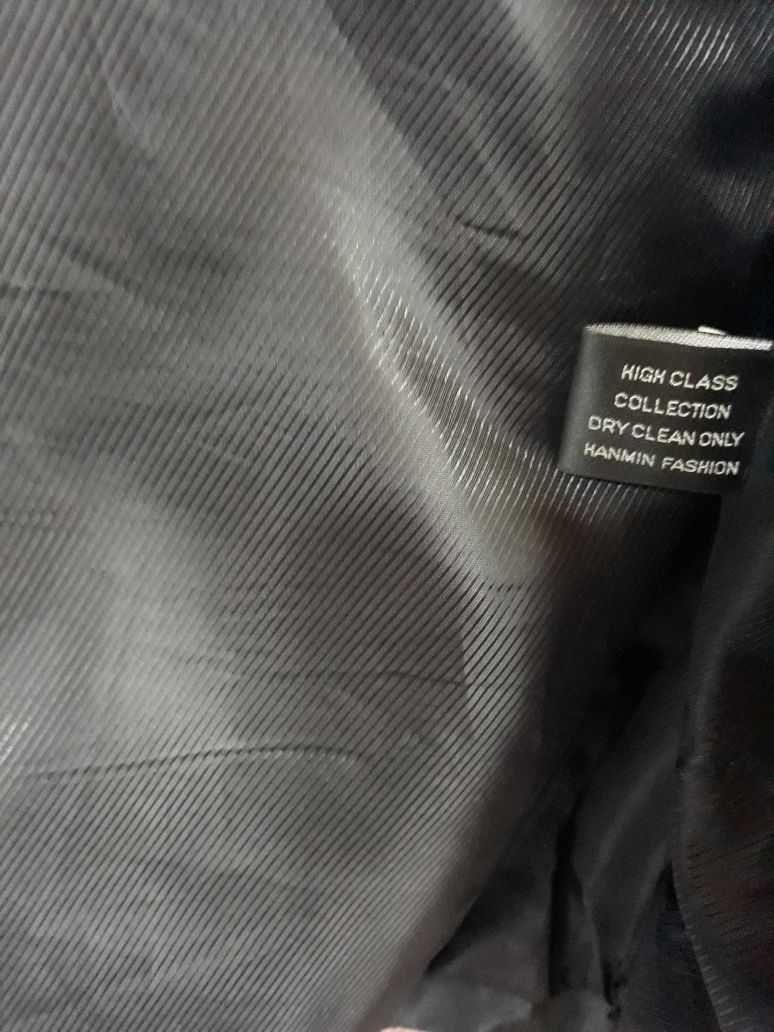 HIGH CLASS
COLLECTION
DRY CLEAN ONLY
HANMIN FASHION